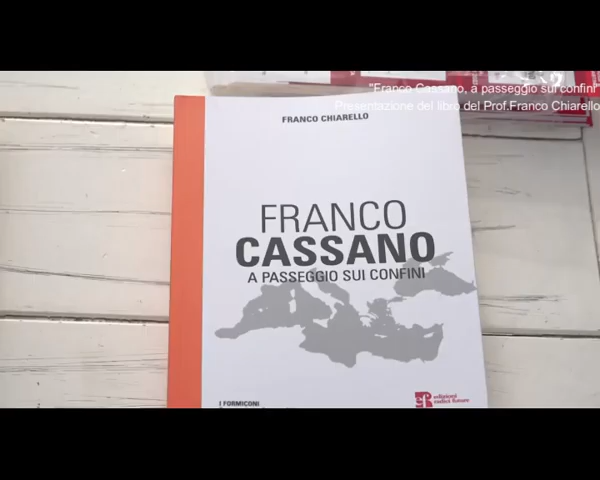 "Franco Cassano, a passeggio sui confini"
Presentazione del libro del Prof.Franco Chiarello
FRANCO CHIARELLO
FRANCO
CASSANO
A PASSEGGIO SUI CONFINI
I FORMICONI
edizioni
radici future